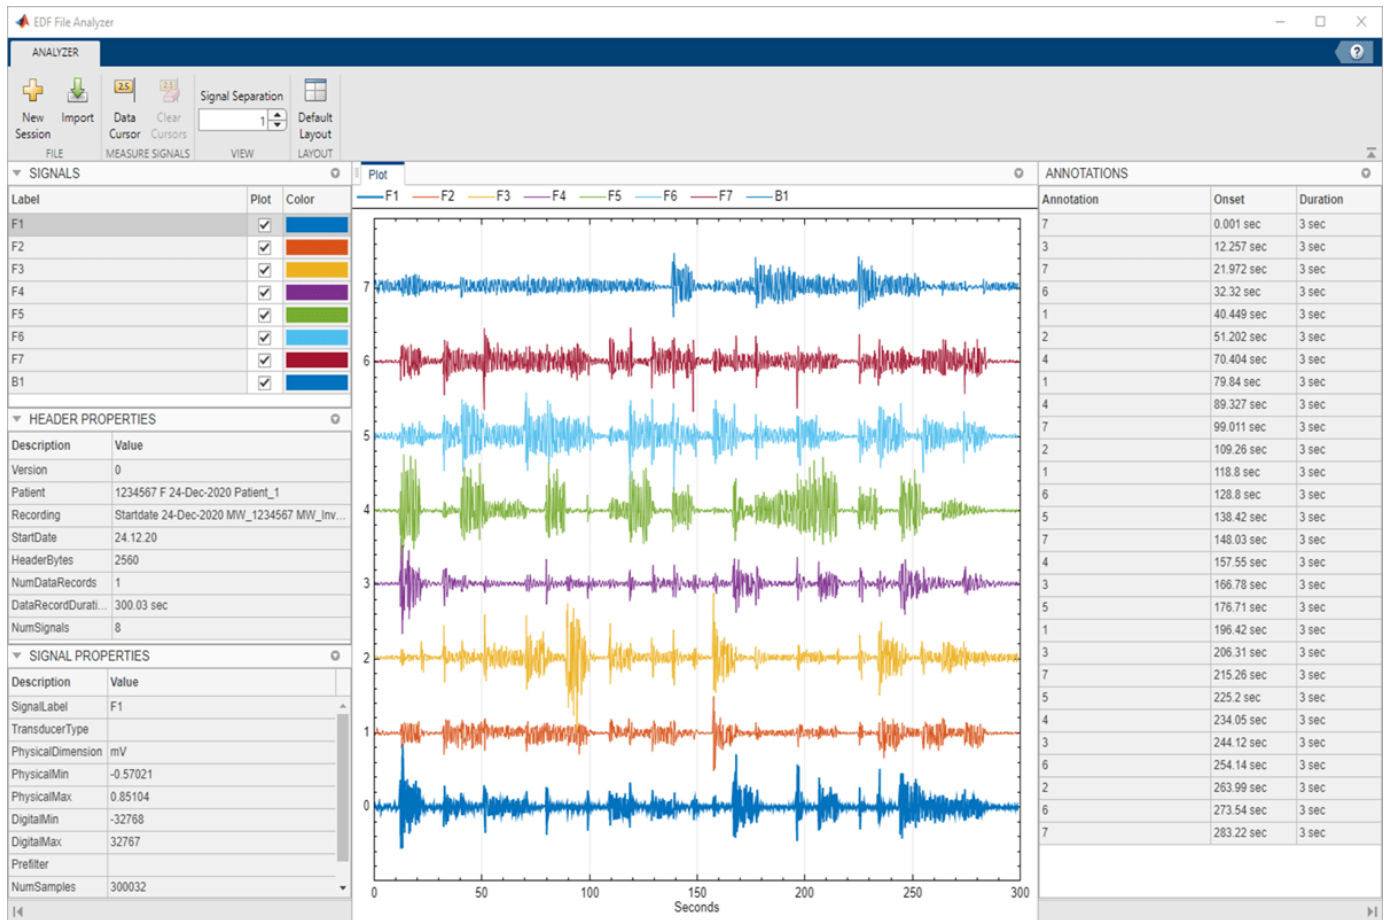 EDF File Analyzer
ANALYZER
?
2.5 2.5 Signal Separation
New Import Data Clear 1 Default
Session Cursor Cursors Layout
FILE MEASURE SIGNALS VIEW LAYOUT
SIGNALS
Label Plot Color
F1
F2
F3
F4
F5
F6
F7
B1
HEADER PROPERTIES
Description Value
Version 0
Patient 1234567 F 24-Dec-2020 Patient_1
Recording Startdate 24-Dec-2020 MW_1234567 MW_Inv...
StartDate 24.12.20
HeaderBytes 2560
NumDataRecords 1
DataRecordDurati... 300.03 sec
NumSignals 8
SIGNAL PROPERTIES
Description Value
SignalLabel F1
TransducerType
PhysicalDimension mV
PhysicalMin -0.57021
PhysicalMax 0.85104
DigitalMin -32768
DigitalMax 32767
Prefilter
NumSamples 300032
Plot
F1 F2 F3 F4 F5 F6 F7 B1
7
6
5
4
3
2
1
0
0 50 100 150 200 250 300
Seconds
ANNOTATIONS
Annotation Onset Duration
7 0.001 sec 3 sec
3 12.257 sec 3 sec
7 21.972 sec 3 sec
6 32.32 sec 3 sec
1 40.449 sec 3 sec
2 51.202 sec 3 sec
4 70.404 sec 3 sec
1 79.84 sec 3 sec
4 89.327 sec 3 sec
7 99.011 sec 3 sec
2 109.26 sec 3 sec
1 118.8 sec 3 sec
6 128.8 sec 3 sec
5 138.42 sec 3 sec
7 148.03 sec 3 sec
4 157.55 sec 3 sec
3 166.78 sec 3 sec
5 176.71 sec 3 sec
1 196.42 sec 3 sec
3 206.31 sec 3 sec
7 215.26 sec 3 sec
5 225.2 sec 3 sec
4 234.05 sec 3 sec
3 244.12 sec 3 sec
6 254.14 sec 3 sec
2 263.99 sec 3 sec
6 273.54 sec 3 sec
7 283.22 sec 3 sec